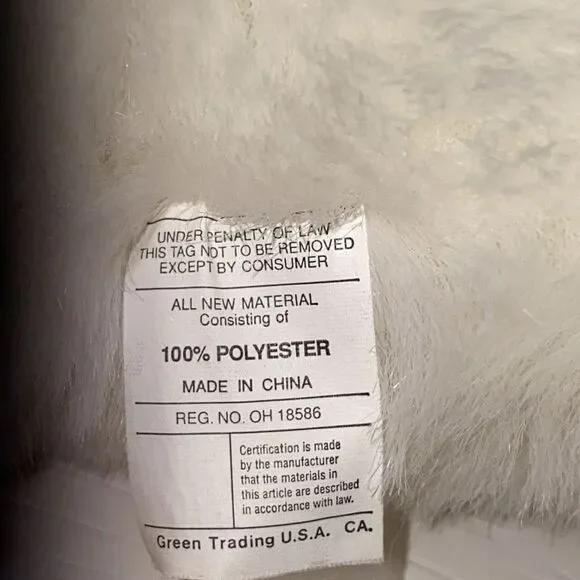 UNDER PENALTY OF LAW
THIS TAG NOT TO BE REMOVED
EXCEPT BY CONSUMER
ALL NEW MATERIAL
Consisting of
100% POLYESTER
MADE IN CHINA
REG. NO. OH 18586
Certification is made
by the manufacturer
that the materials in
this article are described
in accordance with law.
Green Trading U.S.A. CA.